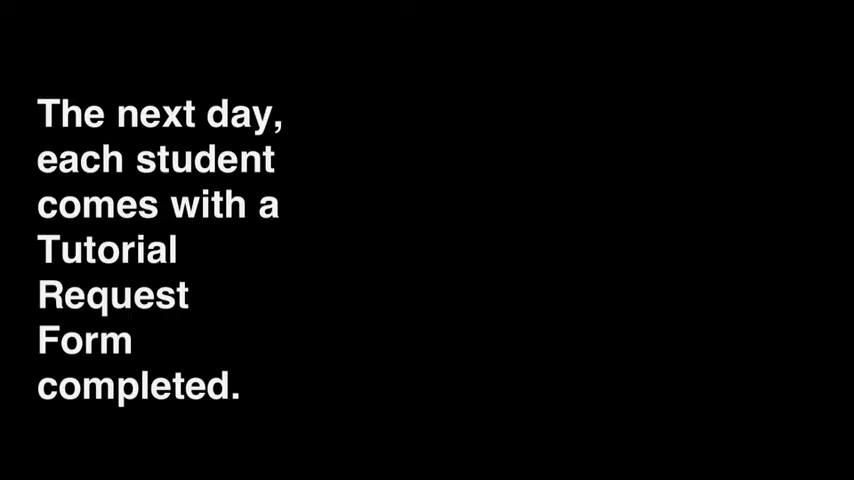 The next day,
each student
comes with a
Tutorial
Request
Form
completed.